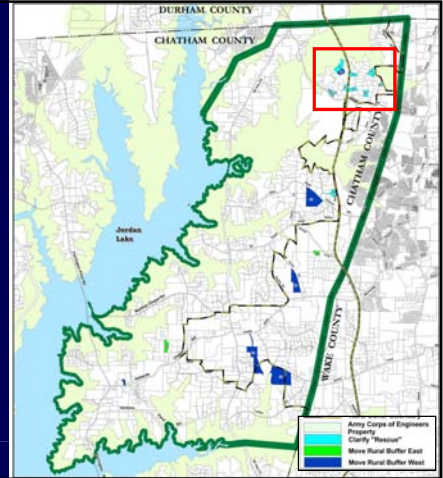 DURHAM COUNTY
CHATHAM COUNTY
CHATHAM COUNTY
Jordan
Lake
WAKE COUNTY
Army Corps of Engineers
Property
Clarify "Rescue"
Move Rural Buffer East
Move Rural Buffer West